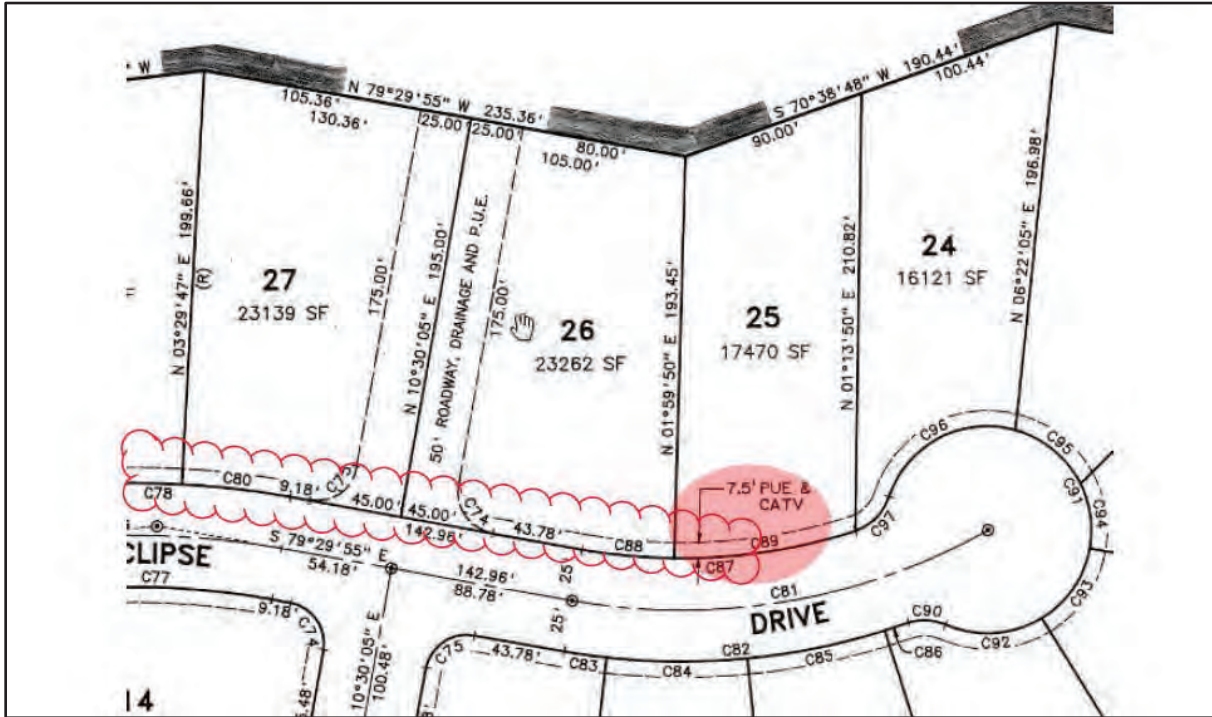 ° W
N 79°29'55" W 235.36'
105.36'
130.36'
25.00'
25.00'
80.00'
105.00'
S 70°38'48" W 190.44'
90.00'
100.44'
N 03°29'47" E 199.66'
(R)
27
23139 SF
175.00'
N 10°30'05" E 195.00'
50' ROADWAY, DRAINAGE AND P.U.E.
175.00'
26
23262 SF
N 01°59'50" E 193.45'
25
17470 SF
N 01°13'50" E 210.82'
24
16121 SF
N 06°22'05" E 196.98'
C96
C95
C91
C94
C97
C93
C78
C80
9.18'
C75
45.00'
45.00'
C74
43.78'
142.96'
C88
7.5' PUE &
CATV
C89
C87
CLIPSE
S 79°29'55" E
54.18'
142.96'
88.78'
25'
25'
C81
DRIVE
C77
9.18'
C74
10°30'05" E
100.48'
C75
43.78'
C83
C84
C82
C85
C86
C90
C92
14